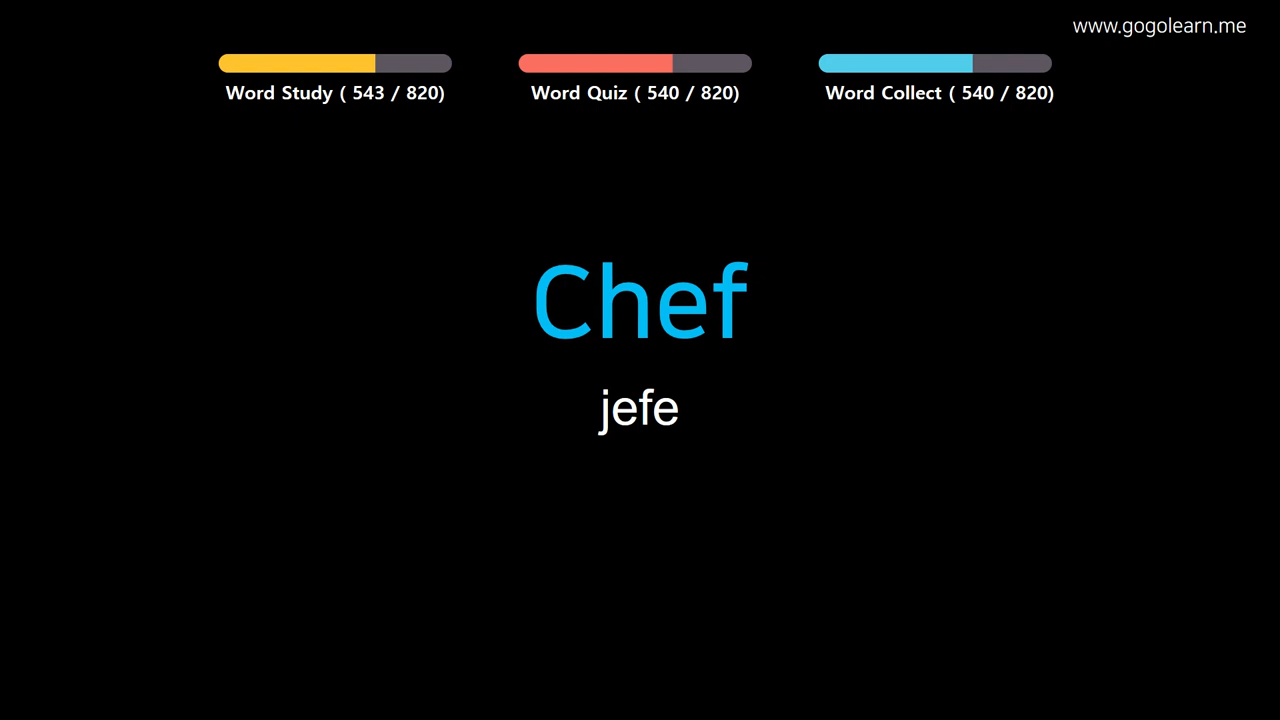 www.gogolearn.me
Word Study ( 543 / 820)
Word Quiz ( 540 / 820)
Word Collect ( 540 / 820)
Chef
jefe